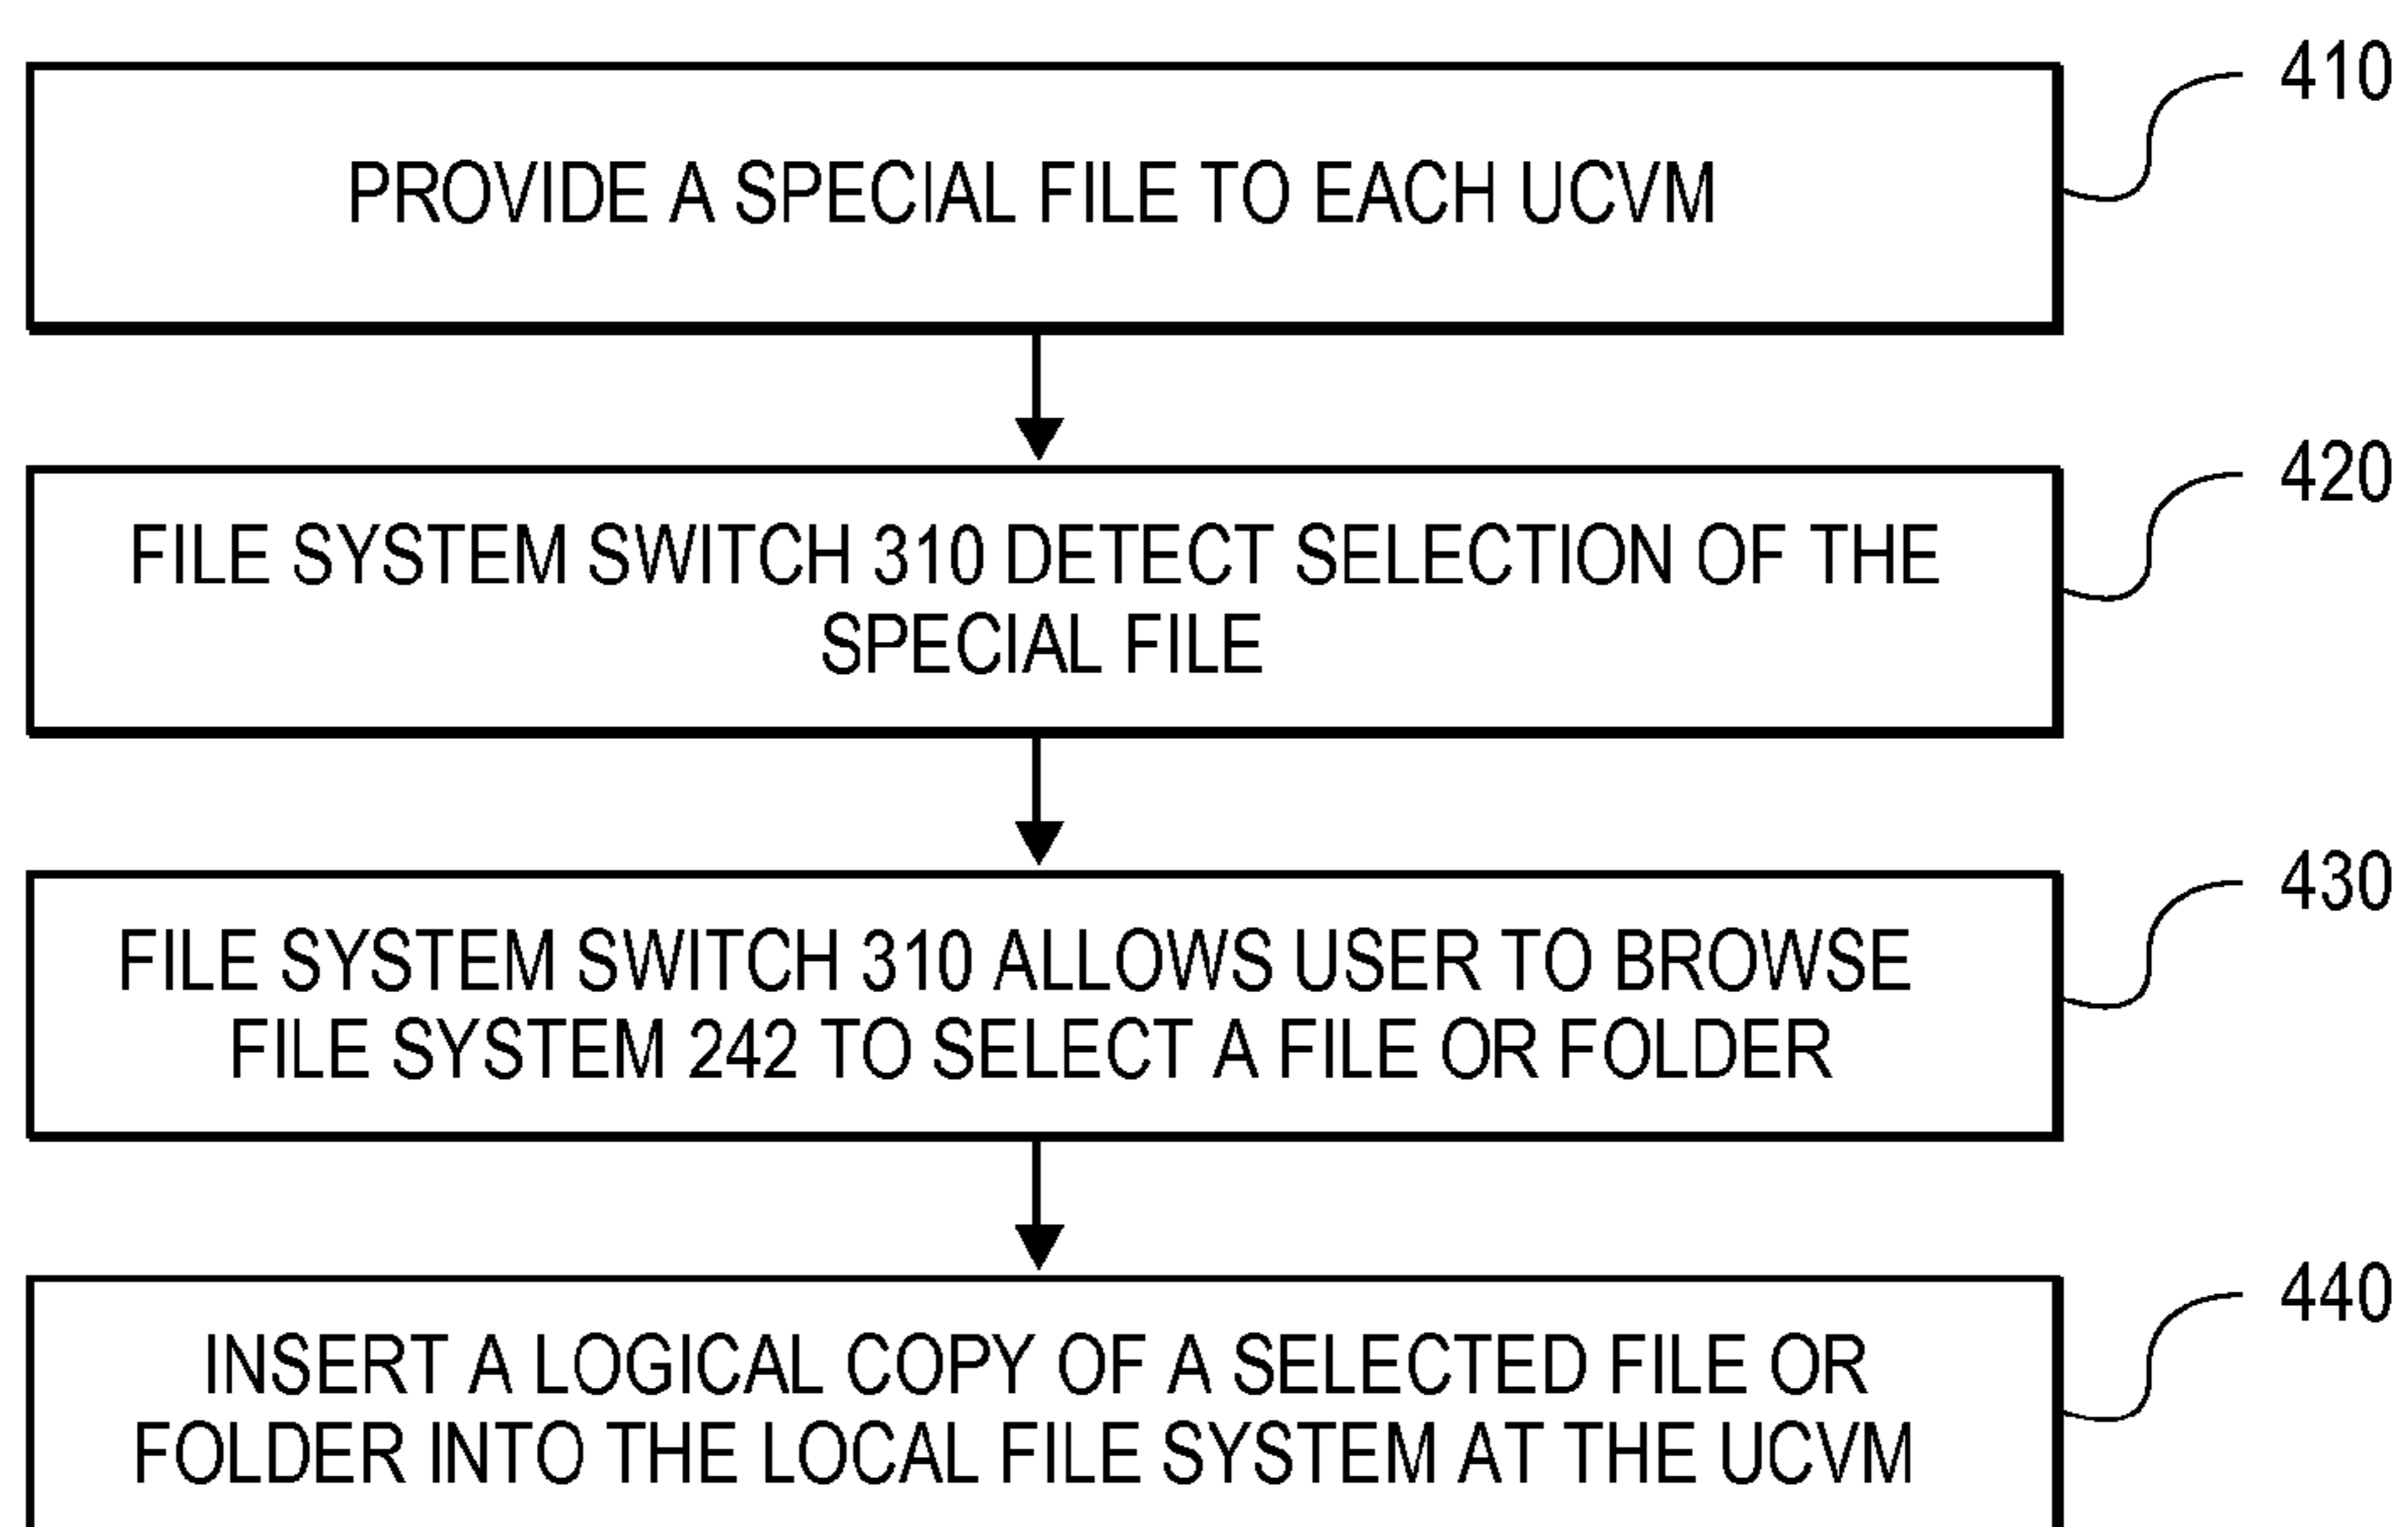 410
PROVIDE A SPECIAL FILE TO EACH UCVM
420
FILE SYSTEM SWITCH 310 DETECT SELECTION OF THE
SPECIAL FILE
430
FILE SYSTEM SWITCH 310 ALLOWS USER TO BROWSE
FILE SYSTEM 242 TO SELECT A FILE OR FOLDER
440
INSERT A LOGICAL COPY OF A SELECTED FILE OR
FOLDER INTO THE LOCAL FILE SYSTEM AT THE UCVM